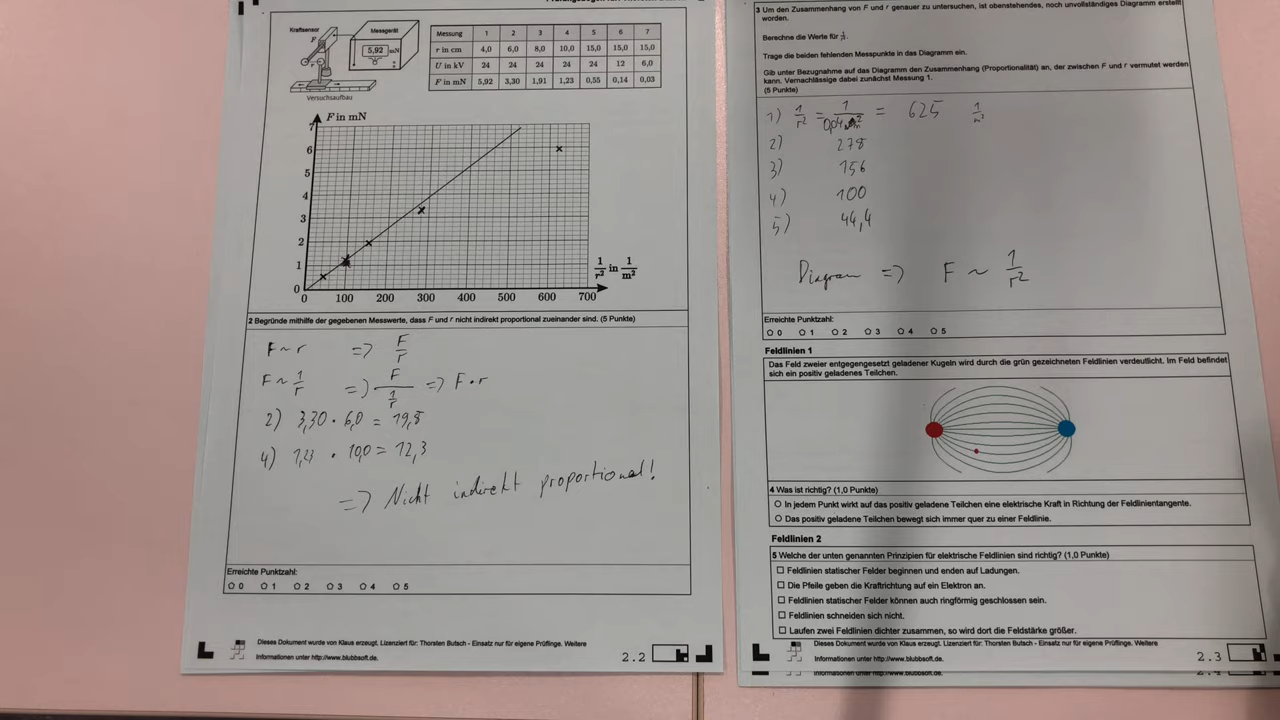 Kraftsensor
Messgerät
F
r
5,92 mN
Versuchsaufbau
Messung 1 2 3 4 5 6 7
r in cm 4,0 6,0 8,0 10,0 15,0 15,0 15,0
U in kV 24 24 24 24 24 12 6,0
F in mN 5,92 3,30 1,91 1,23 0,55 0,14 0,03
F in mN
7
6
5
4
3
2
1
0
0 100 200 300 400 500 600 700
1/r² in 1/m²
2 Begründe mithilfe der gegebenen Messwerte, dass F und r nicht indirekt proportional zueinander sind. (5 Punkte)
F ~ r => F/r
F ~ 1/r => F/(1/r) => F · r
2) 3,30 · 6,0 = 19,8
4) 1,23 · 10,0 = 12,3
=> Nicht indirekt proportional!
Erreichte Punktzahl:
0 1 2 3 4 5
Dieses Dokument wurde von Klaus erzeugt. Lizenziert für: Thorsten Butsch - Einsatz nur für eigene Prüflinge. Weitere
Informationen unter http://www.blubbsoft.de.
2.2
3 Um den Zusammenhang von F und r genauer zu untersuchen, ist obenstehendes, noch unvollständiges Diagramm erstellt
worden.
Berechne die Werte für 1/r².
Trage die beiden fehlenden Messpunkte in das Diagramm ein.
Gib unter Bezugnahme auf das Diagramm den Zusammenhang (Proportionalität) an, der zwischen F und r vermutet werden
kann. Vernachlässige dabei zunächst Messung 1.
(5 Punkte)
1) 1/r² = 1/ = 625 1/m²
2) 278
3) 156
4) 100
5) 44,4
Diagram => F ~ 1/r²
Erreichte Punktzahl:
0 1 2 3 4 5
Feldlinien 1
Das Feld zweier entgegengesetzt geladener Kugeln wird durch die grün gezeichneten Feldlinien verdeutlicht. Im Feld befindet
sich ein positiv geladenes Teilchen.
4 Was ist richtig? (1,0 Punkte)
In jedem Punkt wirkt auf das positiv geladene Teilchen eine elektrische Kraft in Richtung der Feldlinientangente.
Das positiv geladene Teilchen bewegt sich immer quer zu einer Feldlinie.
Feldlinien 2
5 Welche der unten genannten Prinzipien für elektrische Feldlinien sind richtig? (1,0 Punkte)
Feldlinien statischer Felder beginnen und enden auf Ladungen.
Die Pfeile geben die Kraftrichtung auf ein Elektron an.
Feldlinien statischer Felder können auch ringförmig geschlossen sein.
Feldlinien schneiden sich nicht.
Laufen zwei Feldlinien dichter zusammen, so wird dort die Feldstärke größer.
Dieses Dokument wurde von Klaus erzeugt. Lizenziert für: Thorsten Butsch - Einsatz nur für eigene Prüflinge. Weitere
Informationen unter http://www.blubbsoft.de.
2.3
Informationen unter http://www.blubbsoft.de.